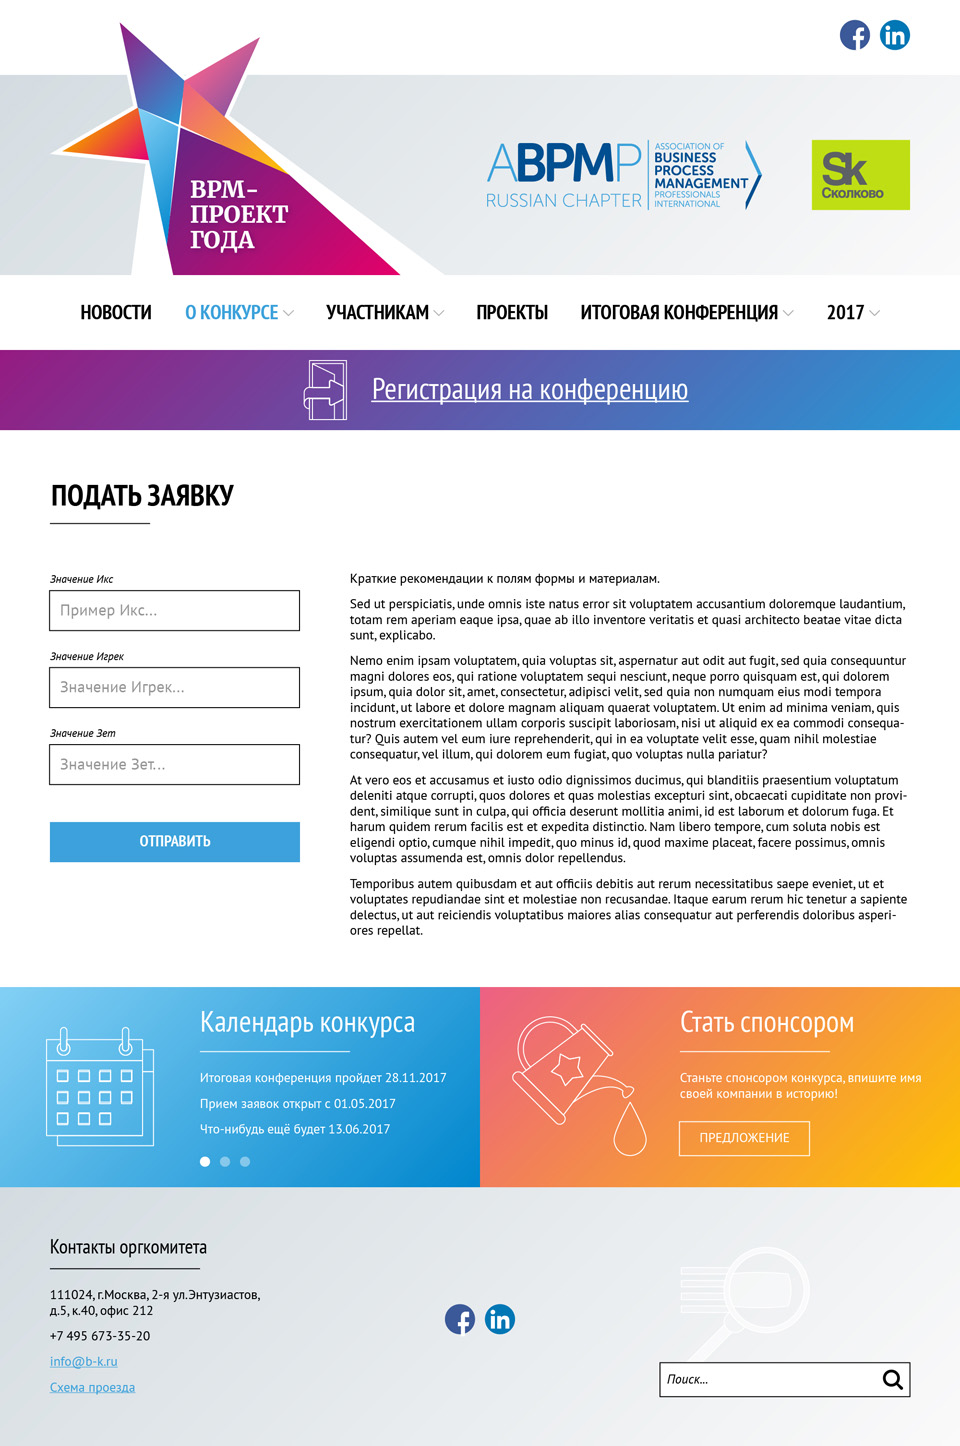 BPM-
ПРОЕКТ
ГОДА
ABPMP
RUSSIAN CHAPTER
ASSOCIATION OF
BUSINESS
PROCESS
MANAGEMENT
PROFESSIONALS
INTERNATIONAL
Sk
Сколково
НОВОСТИ О КОНКУРСЕ УЧАСТНИКАМ ПРОЕКТЫ ИТОГОВАЯ КОНФЕРЕНЦИЯ 2017
Регистрация на конференцию
ПОДАТЬ ЗАЯВКУ
Значение Икс
Пример Икс...
Значение Игрек
Значение Игрек...
Значение Зет
Значение Зет...
ОТПРАВИТЬ
Краткие рекомендации к полям формы и материалам.
Sed ut perspiciatis, unde omnis iste natus error sit voluptatem accusantium doloremque laudantium,
totam rem aperiam eaque ipsa, quae ab illo inventore veritatis et quasi architecto beatae vitae dicta
sunt, explicabo.
Nemo enim ipsam voluptatem, quia voluptas sit, aspernatur aut odit aut fugit, sed quia consequuntur
magni dolores eos, qui ratione voluptatem sequi nesciunt, neque porro quisquam est, qui dolorem
ipsum, quia dolor sit, amet, consectetur, adipisci velit, sed quia non numquam eius modi tempora
incidunt, ut labore et dolore magnam aliquam quaerat voluptatem. Ut enim ad minima veniam, quis
nostrum exercitationem ullam corporis suscipit laboriosam, nisi ut aliquid ex ea commodi consequa-
tur? Quis autem vel eum iure reprehenderit, qui in ea voluptate velit esse, quam nihil molestiae
consequatur, vel illum, qui dolorem eum fugiat, quo voluptas nulla pariatur?
At vero eos et accusamus et iusto odio dignissimos ducimus, qui blanditiis praesentium voluptatum
deleniti atque corrupti, quos dolores et quas molestias excepturi sint, obcaecati cupiditate non provi-
dent, similique sunt in culpa, qui officia deserunt mollitia animi, id est laborum et dolorum fuga. Et
harum quidem rerum facilis est et expedita distinctio. Nam libero tempore, cum soluta nobis est
eligendi optio, cumque nihil impedit, quo minus id, quod maxime placeat, facere possimus, omnis
voluptas assumenda est, omnis dolor repellendus.
Temporibus autem quibusdam et aut officiis debitis aut rerum necessitatibus saepe eveniet, ut et
voluptates repudiandae sint et molestiae non recusandae. Itaque earum rerum hic tenetur a sapiente
delectus, ut aut reiciendis voluptatibus maiores alias consequatur aut perferendis doloribus asperi-
ores repellat.
Календарь конкурса
Итоговая конференция пройдет 28.11.2017
Прием заявок открыт с 01.05.2017
Что-нибудь ещё будет 13.06.2017
Стать спонсором
Станьте спонсором конкурса, впишите имя
своей компании в историю!
ПРЕДЛОЖЕНИЕ
Контакты оргкомитета
111024, г.Москва, 2-я ул.Энтузиастов,
д.5, к.40, офис 212
+7 495 673-35-20
info@b-k.ru
Схема проезда
Поиск...